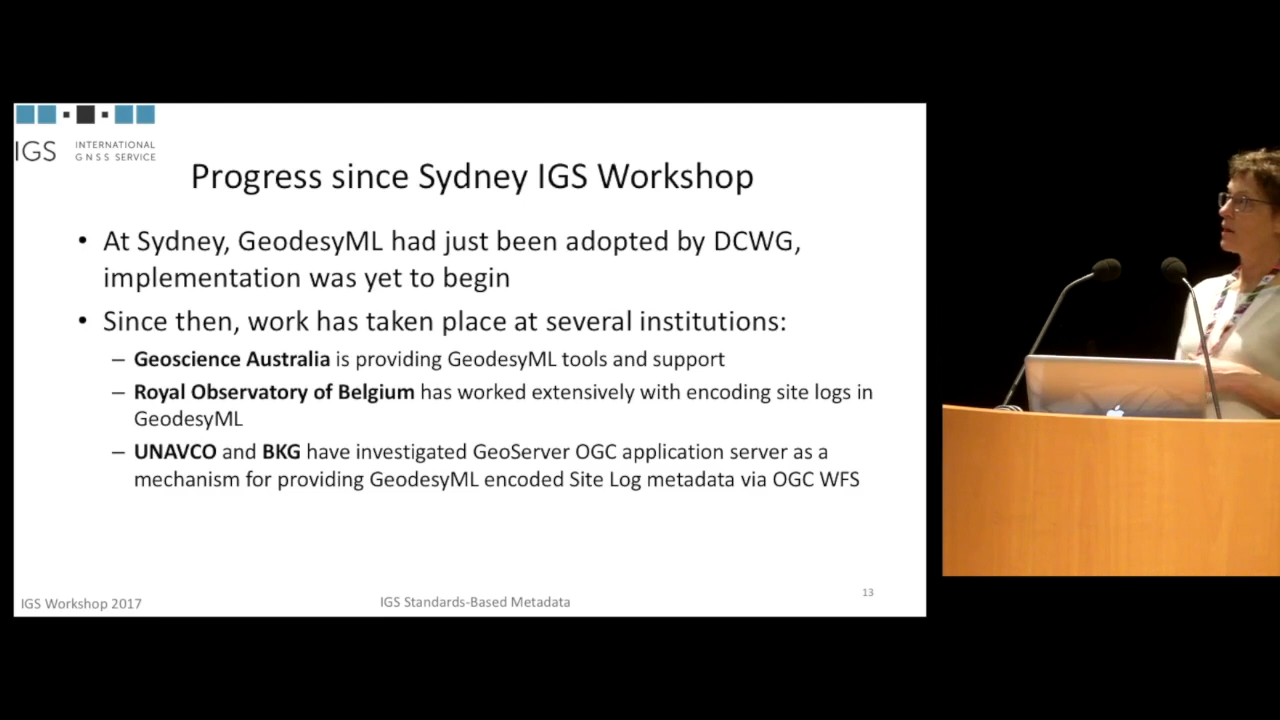 IGS INTERNATIONAL
GNSS SERVICE
Progress since Sydney IGS Workshop
• At Sydney, GeodesyML had just been adopted by DCWG,
implementation was yet to begin
• Since then, work has taken place at several institutions:
– Geoscience Australia is providing GeodesyML tools and support
– Royal Observatory of Belgium has worked extensively with encoding site logs in
GeodesyML
– UNAVCO and BKG have investigated GeoServer OGC application server as a
mechanism for providing GeodesyML encoded Site Log metadata via OGC WFS
IGS Workshop 2017
IGS Standards-Based Metadata
13